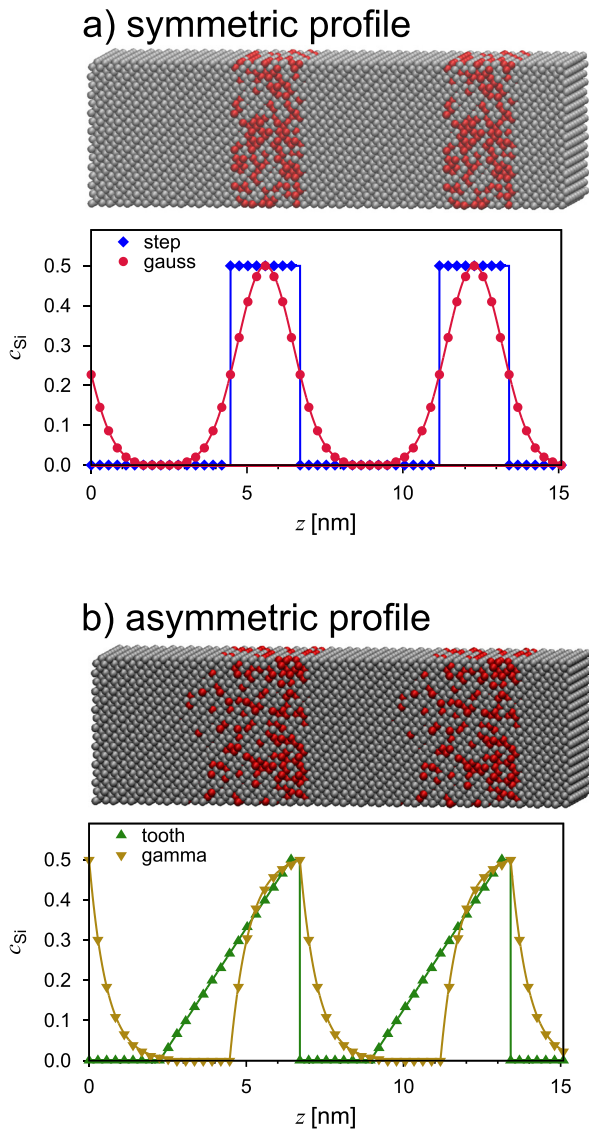 a) symmetric profile
step
gauss
0.5
0.4
0.3
0.2
0.1
0.0
cSi
0 5 10 15
z [nm]
b) asymmetric profile
tooth
gamma
0.5
0.4
0.3
0.2
0.1
0.0
cSi
0 5 10 15
z [nm]